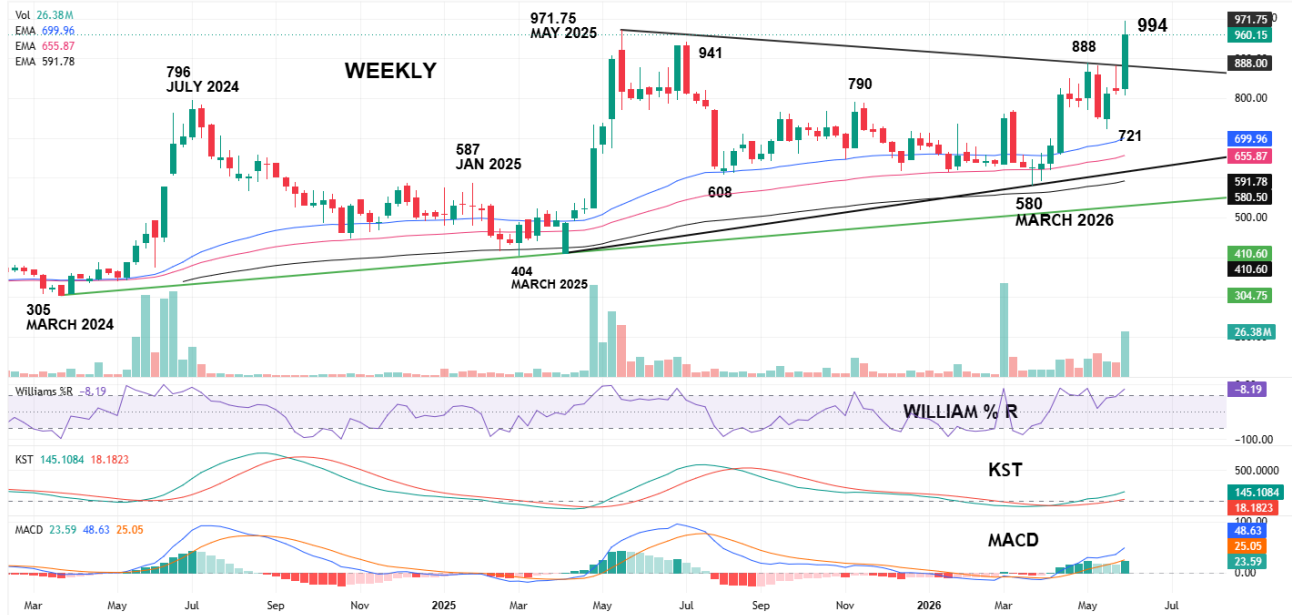 Vol 26.38M
EMA 699.96
EMA 655.87
EMA 591.78
796
JULY 2024
WEEKLY
971.75
MAY 2025
941
790
888
994
587
JAN 2025
608
721
580
MARCH 2026
404
MARCH 2025
305
MARCH 2024
971.75
960.15
888.00
800.00
699.96
655.87
591.78
580.50
500.00
410.60
410.60
304.75
26.38M
Williams %R -8.19
WILLIAM % R
-8.19
-100.00
KST 145.1084 18.1823
KST
500.0000
145.1084
18.1823
MACD 23.59 48.63 25.05
MACD
100.00
48.63
25.05
23.59
0.00
Mar May Jul Sep Nov 2025 Mar May Jul Sep Nov 2026 Mar May Jul